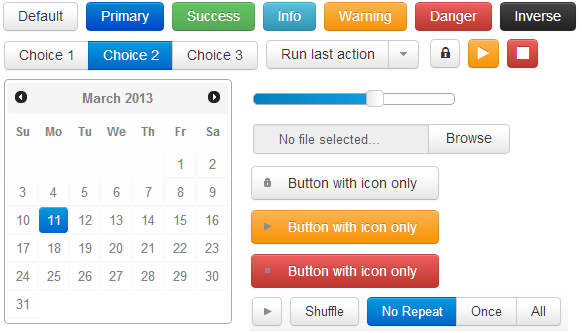 Default Primary Success Info Warning Danger Inverse
Choice 1 Choice 2 Choice 3 Run last action
March 2013
Su Mo Tu We Th Fr Sa
1 2
3 4 5 6 7 8 9
10 11 12 13 14 15 16
17 18 19 20 21 22 23
24 25 26 27 28 29 30
31
No file selected... Browse
Button with icon only
Button with icon only
Button with icon only
Shuffle No Repeat Once All